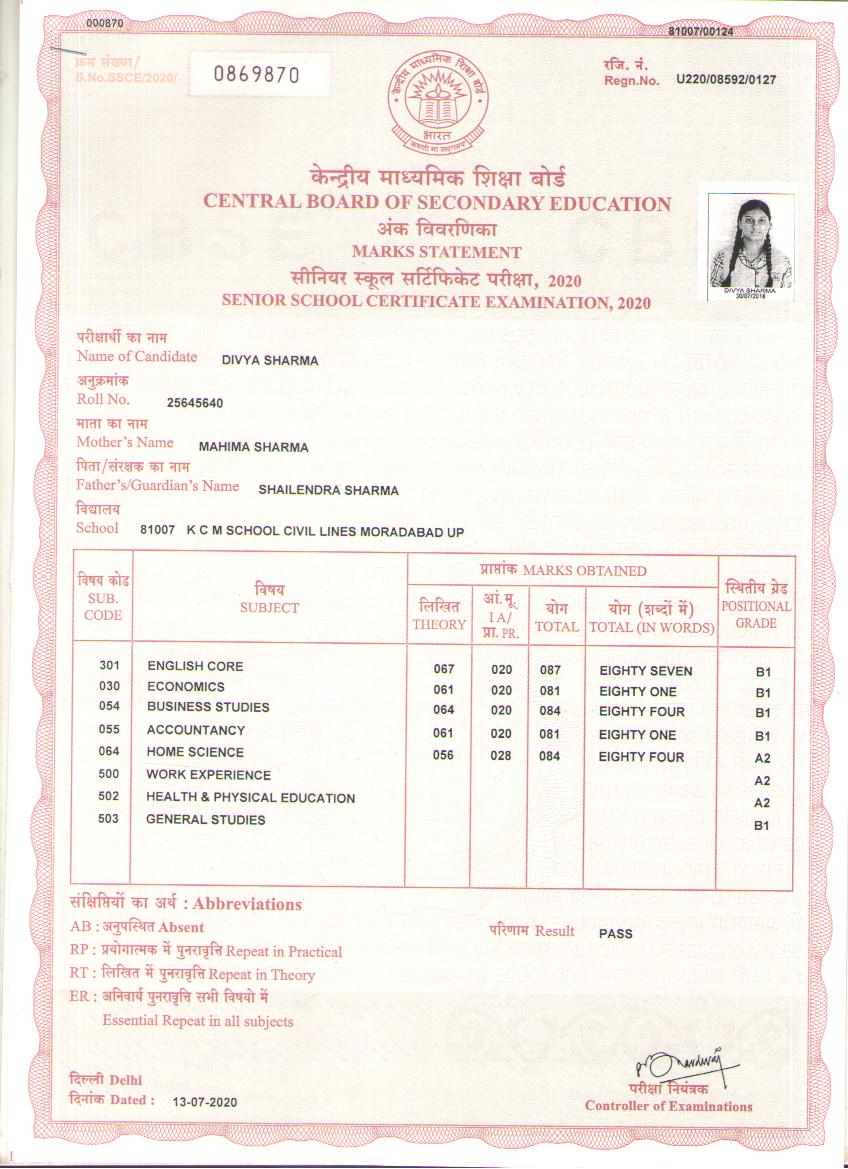 000870
81007/00124
क्रम संख्या/
S.No.SSCE/2020/
0869870
रजि. नं.
Regn.No. U220/08592/0127
केन्द्रीय माध्यमिक शिक्षा बोर्ड
भारत
असतो मा सद्गमय
केन्द्रीय माध्यमिक शिक्षा बोर्ड
CENTRAL BOARD OF SECONDARY EDUCATION
अंक विवरणिका
MARKS STATEMENT
सीनियर स्कूल सर्टिफिकेट परीक्षा, 2020
SENIOR SCHOOL CERTIFICATE EXAMINATION, 2020
DIVYA SHARMA
30/07/2018
परीक्षार्थी का नाम
Name of Candidate DIVYA SHARMA
अनुक्रमांक
Roll No. 25645640
माता का नाम
Mother's Name MAHIMA SHARMA
पिता/संरक्षक का नाम
Father's/Guardian's Name SHAILENDRA SHARMA
विद्यालय
School 81007 K C M SCHOOL CIVIL LINES MORADABAD UP
विषय कोड
SUB.
CODE
विषय
SUBJECT
प्राप्तांक MARKS OBTAINED
लिखित
THEORY
आं.मू.
I A/
प्रा. PR.
योग
TOTAL
योग (शब्दों में)
TOTAL (IN WORDS)
स्थितीय ग्रेड
POSITIONAL
GRADE
301 ENGLISH CORE 067 020 087 EIGHTY SEVEN B1
030 ECONOMICS 061 020 081 EIGHTY ONE B1
054 BUSINESS STUDIES 064 020 084 EIGHTY FOUR B1
055 ACCOUNTANCY 061 020 081 EIGHTY ONE B1
064 HOME SCIENCE 056 028 084 EIGHTY FOUR A2
500 WORK EXPERIENCE A2
502 HEALTH & PHYSICAL EDUCATION A2
503 GENERAL STUDIES B1
संक्षिप्तियों का अर्थ : Abbreviations
AB : अनुपस्थित Absent
परिणाम Result PASS
RP : प्रयोगात्मक में पुनरावृत्ति Repeat in Practical
RT : लिखित में पुनरावृत्ति Repeat in Theory
ER : अनिवार्य पुनरावृत्ति सभी विषयो में
Essential Repeat in all subjects
दिल्ली Delhi
दिनांक Dated : 13-07-2020
परीक्षा नियंत्रक
Controller of Examinations